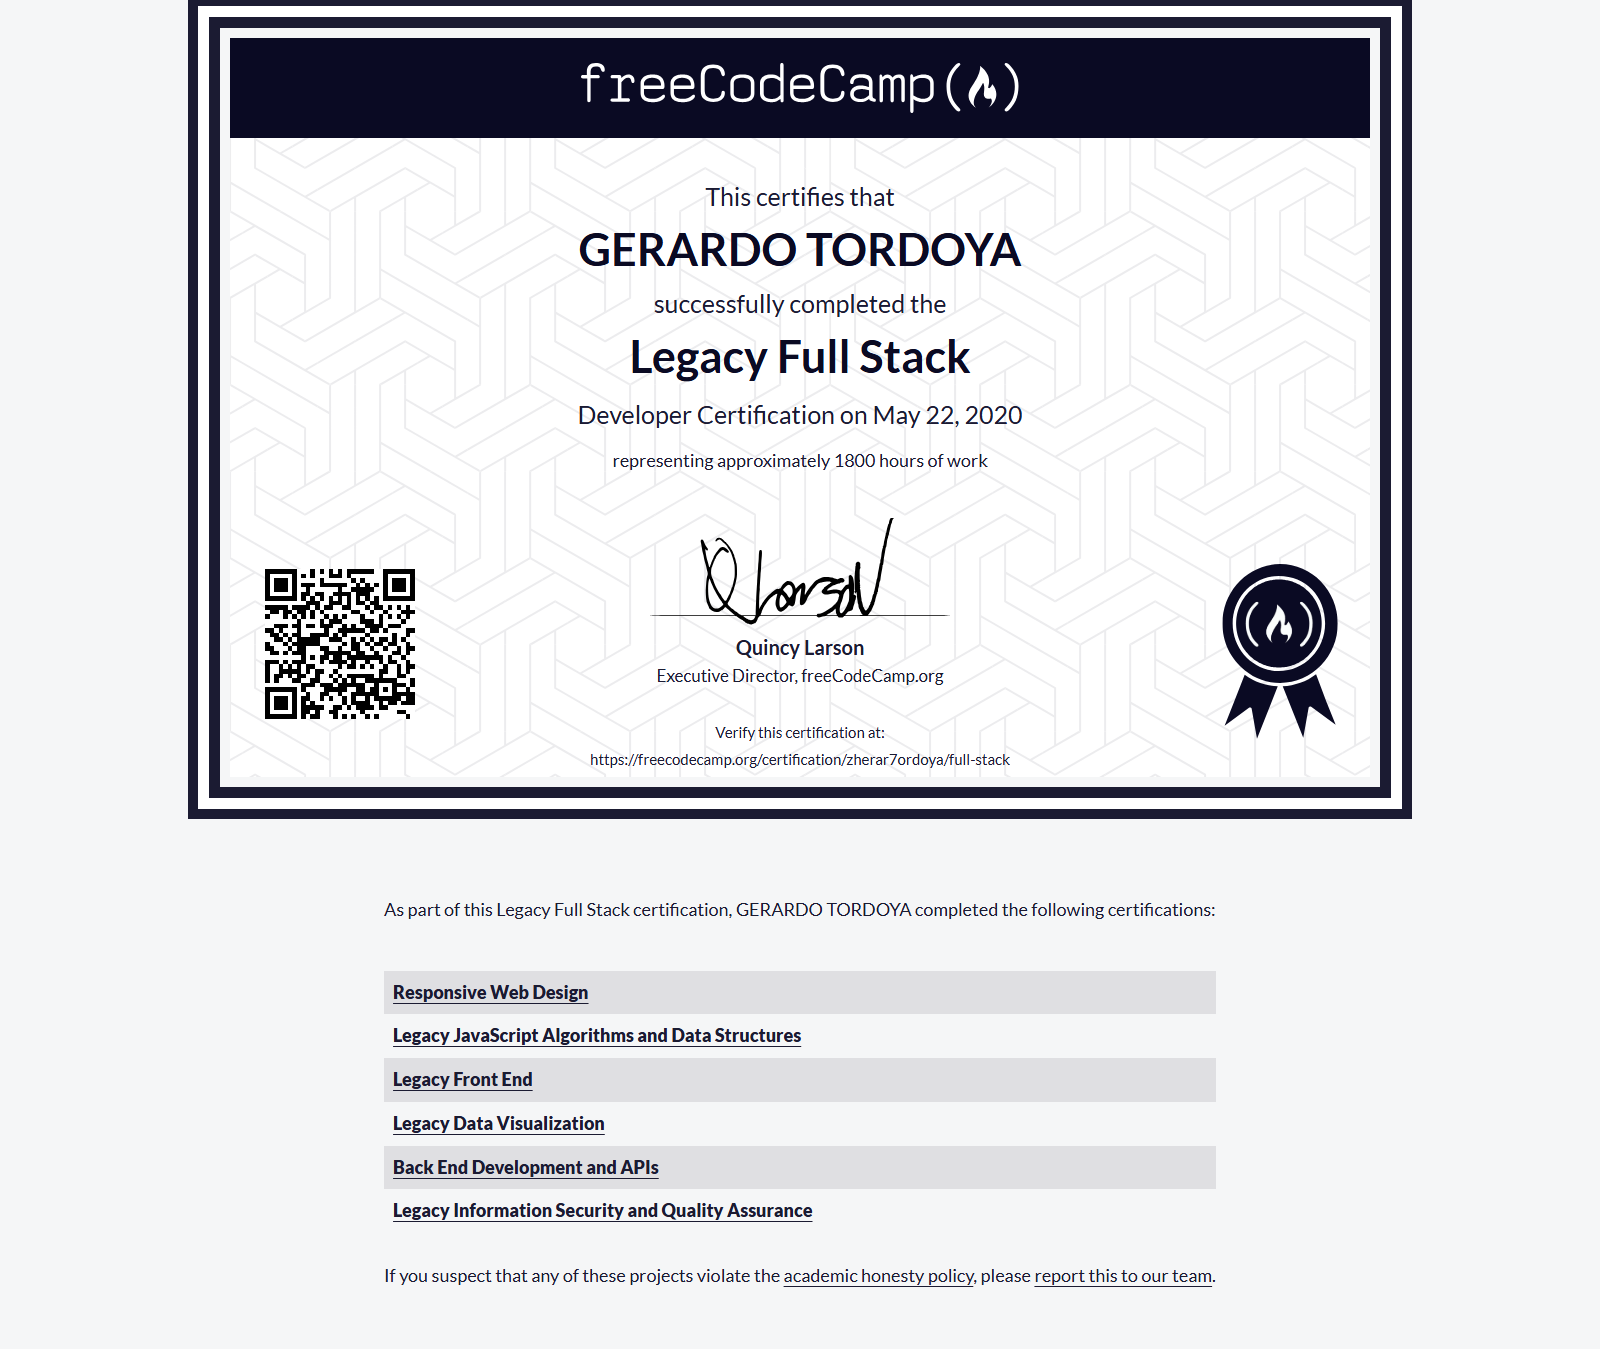 freeCodeCamp
This certifies that
GERARDO TORDOYA
successfully completed the
Legacy Full Stack
Developer Certification on May 22, 2020
representing approximately 1800 hours of work
Quincy Larson
Executive Director, freeCodeCamp.org
Verify this certification at:
https://freecodecamp.org/certification/zherar7ordoya/full-stack
As part of this Legacy Full Stack certification, GERARDO TORDOYA completed the following certifications:
Responsive Web Design
Legacy JavaScript Algorithms and Data Structures
Legacy Front End
Legacy Data Visualization
Back End Development and APIs
Legacy Information Security and Quality Assurance
If you suspect that any of these projects violate the academic honesty policy, please report this to our team.